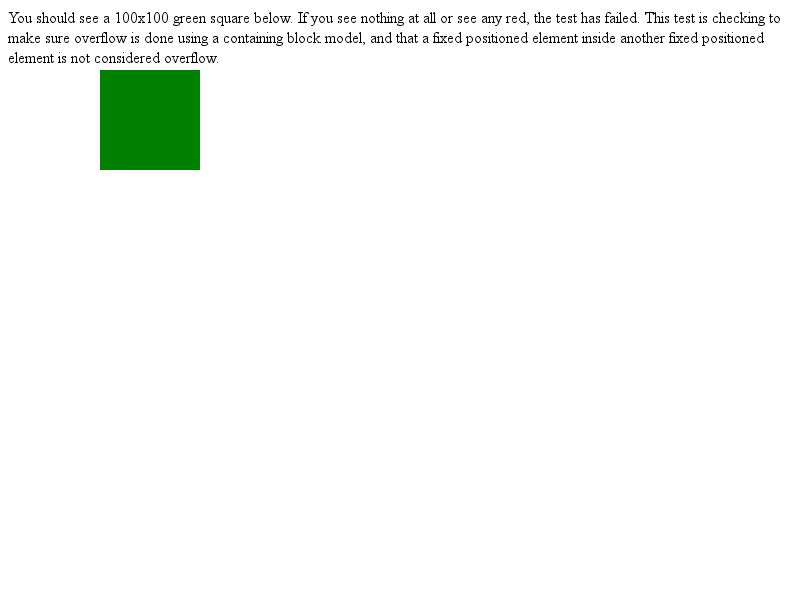 You should see a 100x100 green square below. If you see nothing at all or see any red, the test has failed. This test is checking to
make sure overflow is done using a containing block model, and that a fixed positioned element inside another fixed positioned
element is not considered overflow.